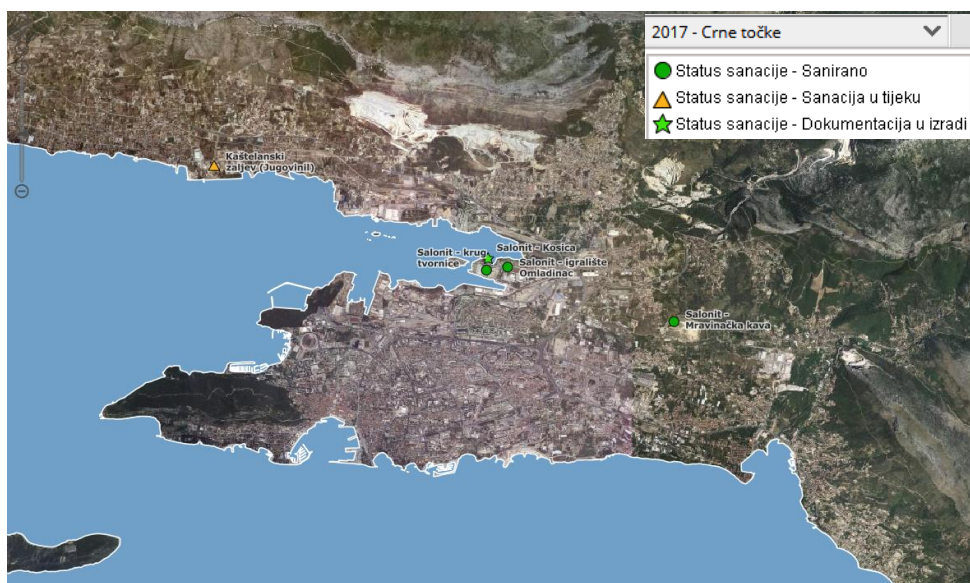 2017 - Crne točke
Status sanacije - Sanirano
Status sanacije - Sanacija u tijeku
Status sanacije - Dokumentacija u izradi
Kaštelanski
zaljev (Jugovinil)
Salonit - krug
tvornice
Salonit - Kosica
Salonit - igralište
Omladinac
Salonit -
Mravinačka kava